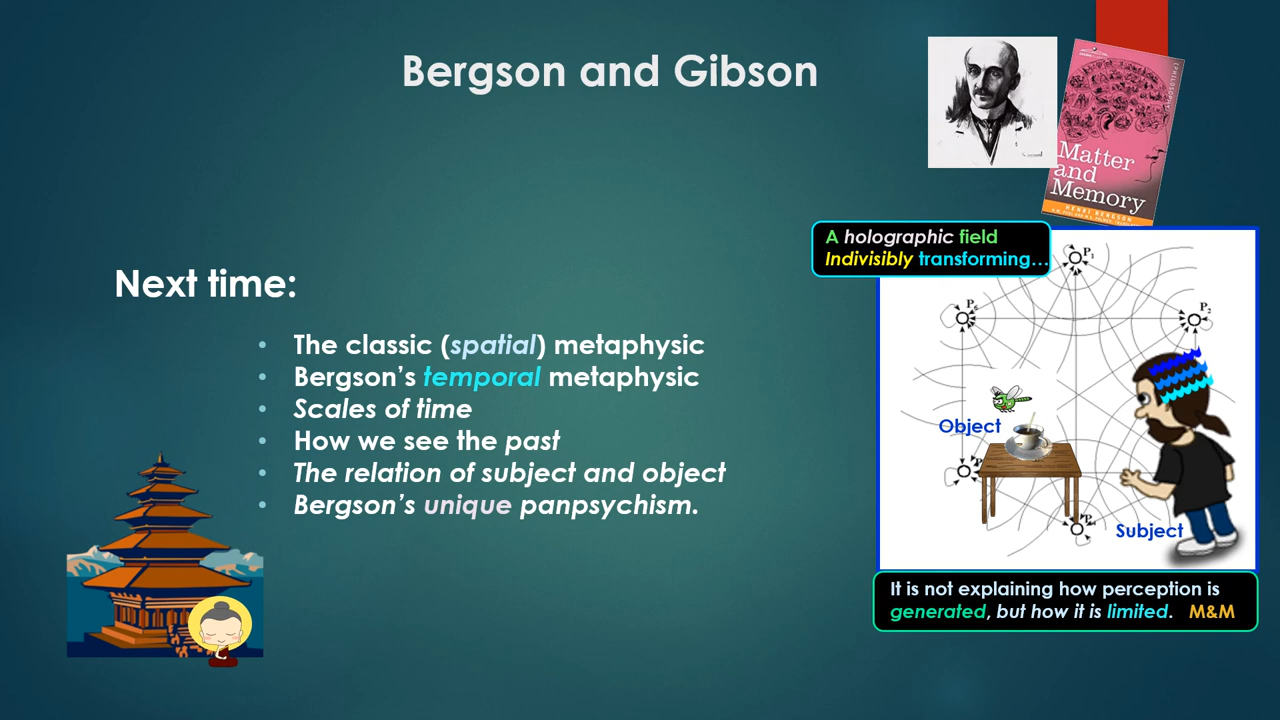 Bergson and Gibson
Matter
and
Memory
HENRI BERGSON
A holographic field
Indivisibly transforming...
Next time:
• The classic (spatial) metaphysic
• Bergson's temporal metaphysic
• Scales of time
• How we see the past
• The relation of subject and object
• Bergson's unique panpsychism.
P1
P2
Object
Subject
It is not explaining how perception is
generated, but how it is limited. M&M